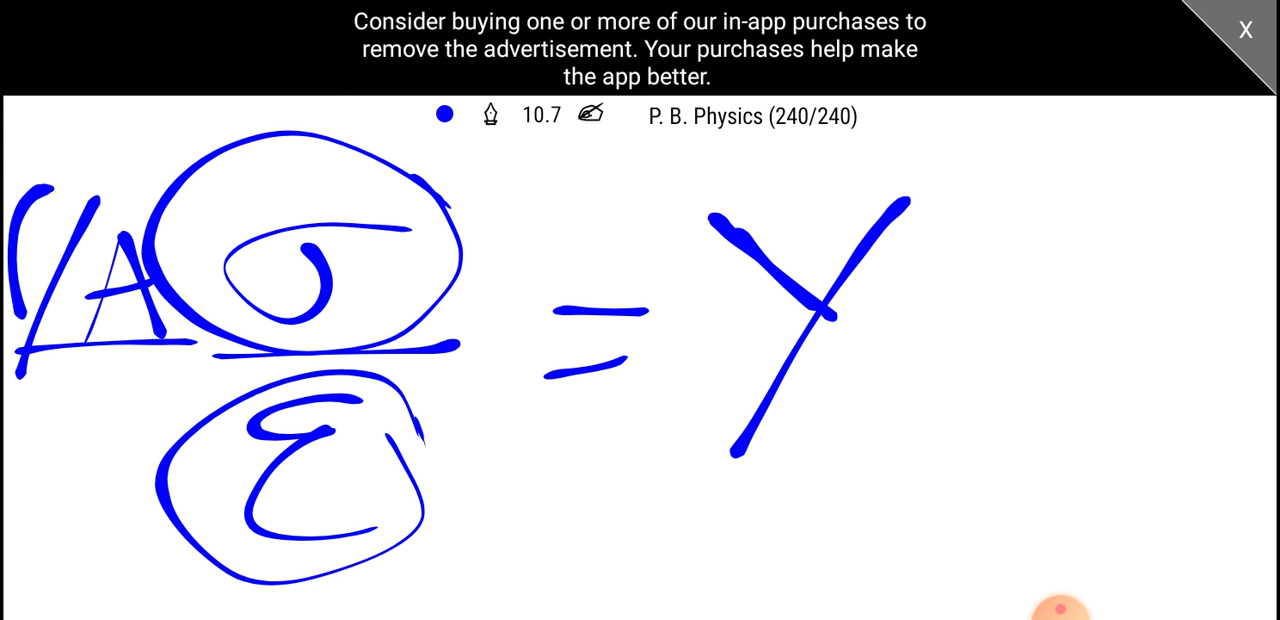 Consider buying one or more of our in-app purchases to
remove the advertisement. Your purchases help make
the app better.
X
10.7 P. B. Physics (240/240)
σ
= Y
ε